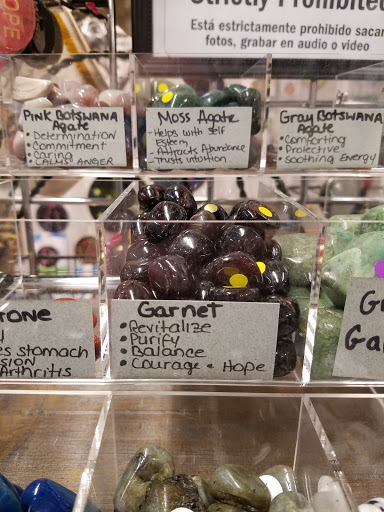 OPE
Strictly Prohibited
Está estrictamente prohibido sacar
fotos, grabar en audio o video
Pink Botswana
Agate
• Determination
• Commitment
• Caring
• Calms ANGER
Moss Agate
- Helps with Self
Esteem
- Attracts Abundance
- Trusts intuition
Gray Botswana
Agate
• Comforting
• Protective
• Soothing Energy
TONE
es stomach
sion
Arthritis
Garnet
• Revitalize
• Purify
• Balance
• Courage + Hope
G
Ga